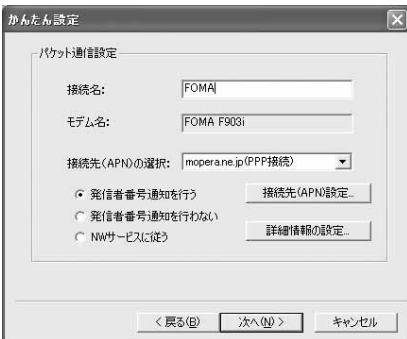 かんたん設定
パケット通信設定
接続名: FOMA
モデム名: FOMA F903i
接続先(APN)の選択: mopera.ne.jp(PPP接続)
発信者番号通知を行う 接続先(APN)設定...
発信者番号通知を行わない
NWサービスに従う 詳細情報の設定...
< 戻る(B) 次へ(N) > キャンセル